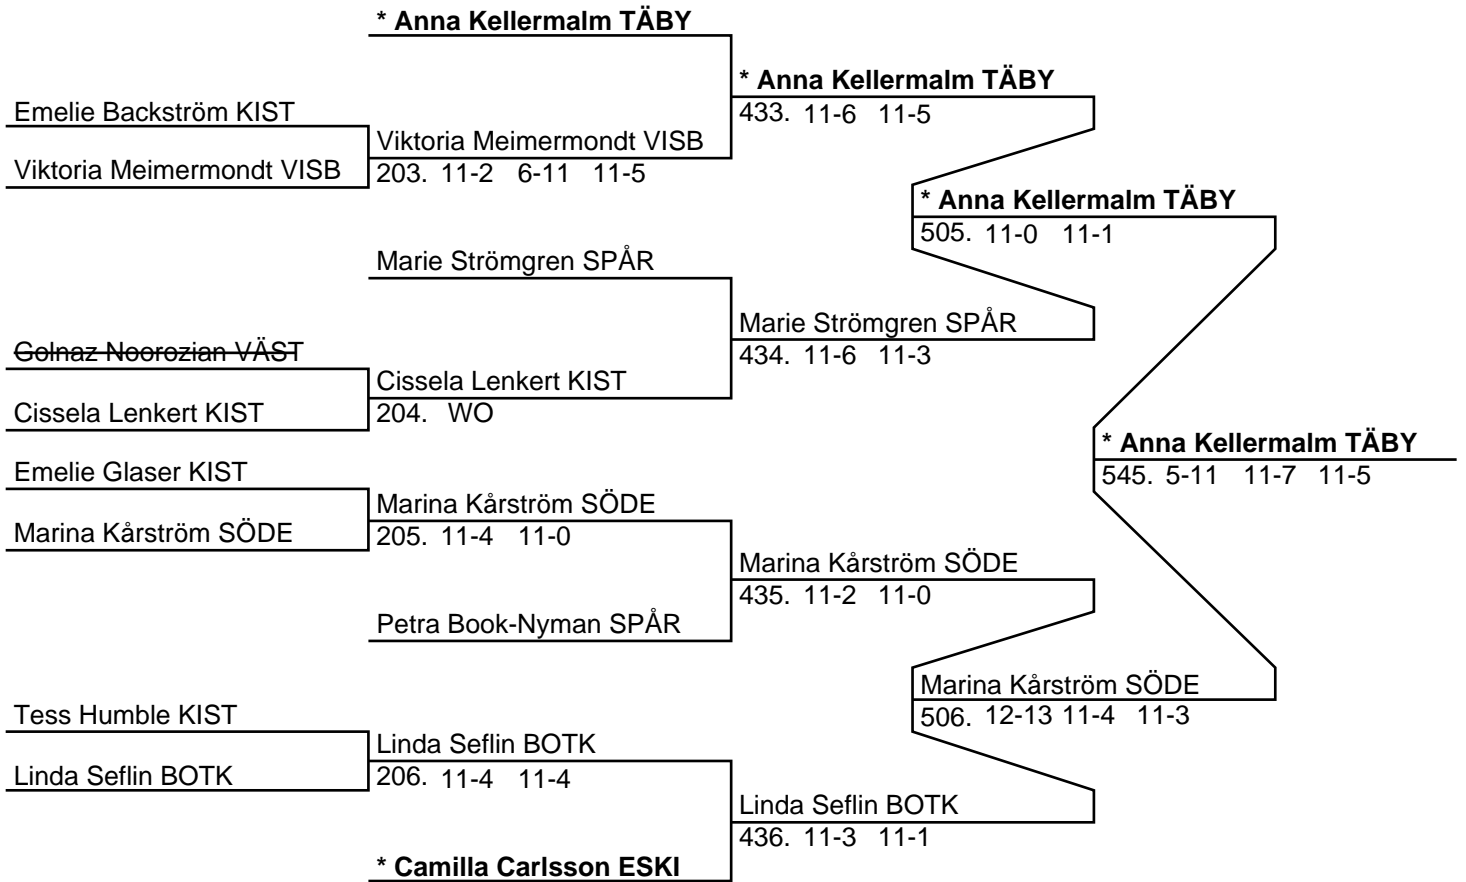 * Anna Kellermalm TÄBY
* Anna Kellermalm TÄBY
433. 11-6 11-5
Emelie Backström KIST
Viktoria Meimermondt VISB
Viktoria Meimermondt VISB
203. 11-2 6-11 11-5
* Anna Kellermalm TÄBY
505. 11-0 11-1
Marie Strömgren SPÅR
Marie Strömgren SPÅR
434. 11-6 11-3
Golnaz Noorozian VÄST
Cissela Lenkert KIST
Cissela Lenkert KIST
204. WO
* Anna Kellermalm TÄBY
545. 5-11 11-7 11-5
Emelie Glaser KIST
Marina Kårström SÖDE
Marina Kårström SÖDE
205. 11-4 11-0
Marina Kårström SÖDE
435. 11-2 11-0
Petra Book-Nyman SPÅR
Marina Kårström SÖDE
506. 12-13 11-4 11-3
Tess Humble KIST
Linda Seflin BOTK
Linda Seflin BOTK
206. 11-4 11-4
Linda Seflin BOTK
436. 11-3 11-1
* Camilla Carlsson ESKI